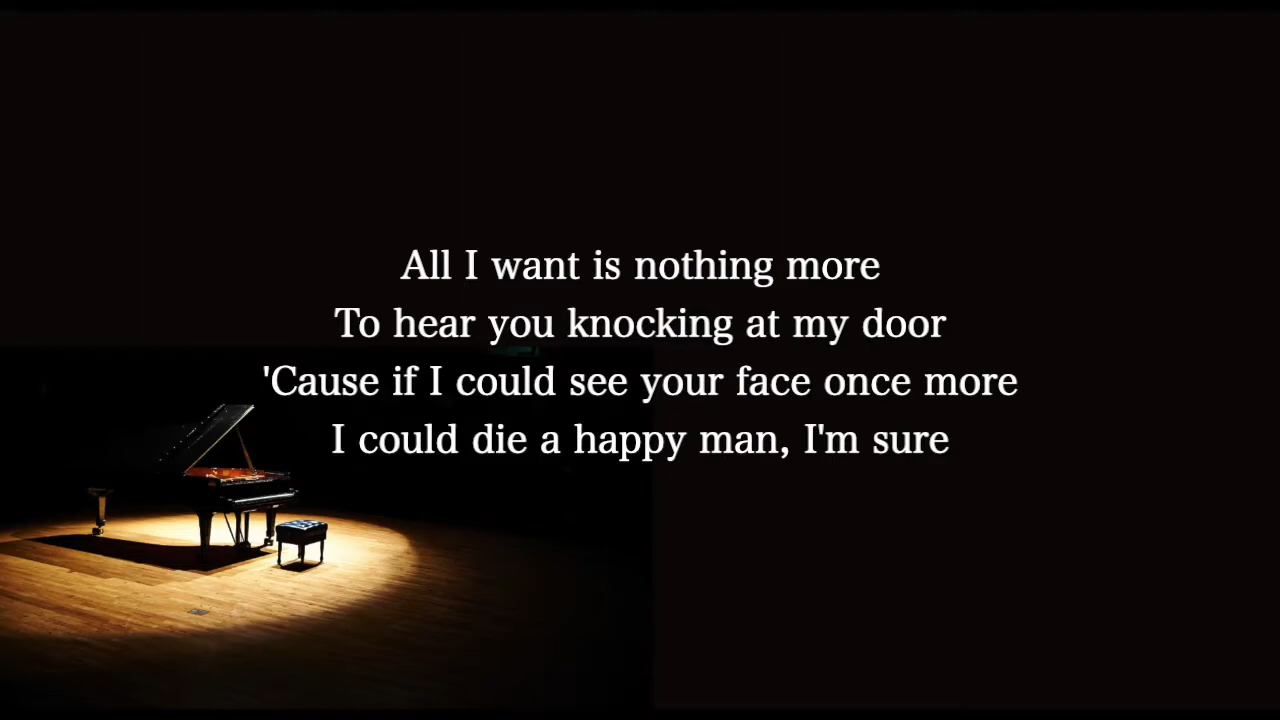 All I want is nothing more
To hear you knocking at my door
'Cause if I could see your face once more
I could die a happy man, I'm sure